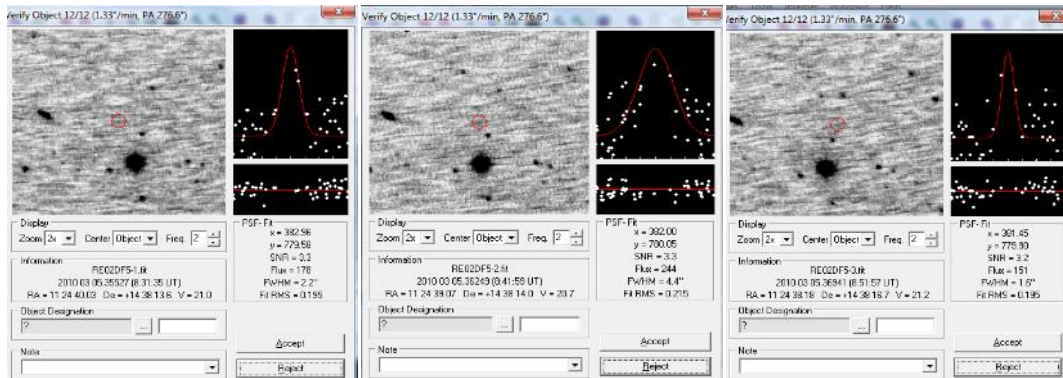 Verify Object 12/12 (1.33"/min, PA 276.6°)
Display
Zoom 2x Center Object Freq. 2
Information
RE02DF5-1.fit
2010 03 05.35527 (8:31:35 UT)
RA = 11 24 40.03 De = +14 38 13.6 V = 21.0
Object Designation
?
...
Note
PSF- Fit
x = 382.96
y = 779.58
SNR = 3.3
Flux = 178
FWHM = 2.2"
Fit RMS = 0.195
Accept
Reject
Verify Object 12/12 (1.33"/min, PA 276.6°)
Display
Zoom 2x Center Object Freq. 2
Information
RE02DF5-2.fit
2010 03 05.36249 (8:41:59 UT)
RA = 11 24 39.07 De = +14 38 14.0 V = 20.7
Object Designation
?
...
Note
PSF- Fit
x = 382.00
y = 780.05
SNR = 3.3
Flux = 244
FWHM = 4.4"
Fit RMS = 0.215
Accept
Reject
Verify Object 12/12 (1.33"/min, PA 276.6°)
Display
Zoom 2x Center Object Freq. 2
Information
RE02DF5-3.fit
2010 03 05.36941 (8:51:57 UT)
RA = 11 24 38.18 De = +14 38 16.7 V = 21.2
Object Designation
?
...
Note
PSF- Fit
x = 381.45
SNR = 3.2
Flux = 151
FWHM = 1.6"
Fit RMS = 0.195
Accept
Reject